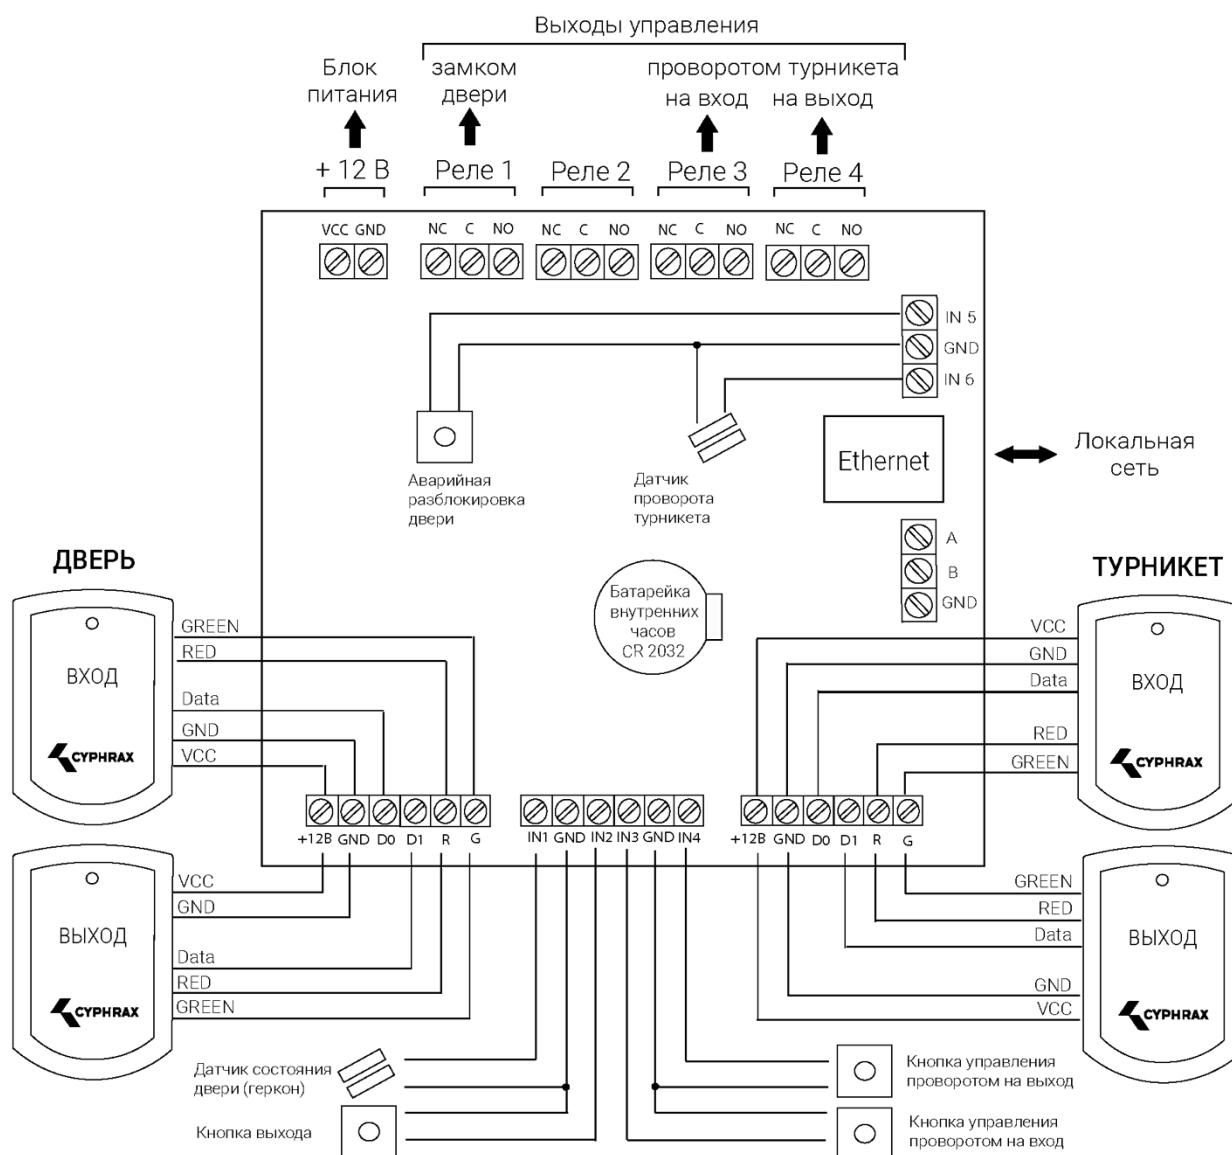 Выходы управления
Блок
питания
замком
двери
проворотом турникета
на вход
на выход
+ 12 В
Реле 1
Реле 2
Реле 3
Реле 4
VCC GND
NC C NO
NC C NO
NC C NO
NC C NO
IN 5
GND
IN 6
Аварийная
разблокировка
двери
Датчик
проворота
турникета
Ethernet
Локальная
сеть
A
B
GND
Батарейка
внутренних
часов
CR 2032
ДВЕРЬ
ВХОД
CYPHRAX
GREEN
RED
Data
GND
VCC
ТУРНИКЕТ
ВХОД
CYPHRAX
VCC
GND
Data
RED
GREEN
+12В GND D0 D1 R G
IN1 GND IN2 IN3 GND IN4
+12В GND D0 D1 R G
ВЫХОД
CYPHRAX
VCC
GND
Data
RED
GREEN
ВЫХОД
CYPHRAX
GREEN
RED
Data
GND
VCC
Датчик состояния
двери (геркон)
Кнопка выхода
Кнопка управления
проворотом на выход
Кнопка управления
проворотом на вход